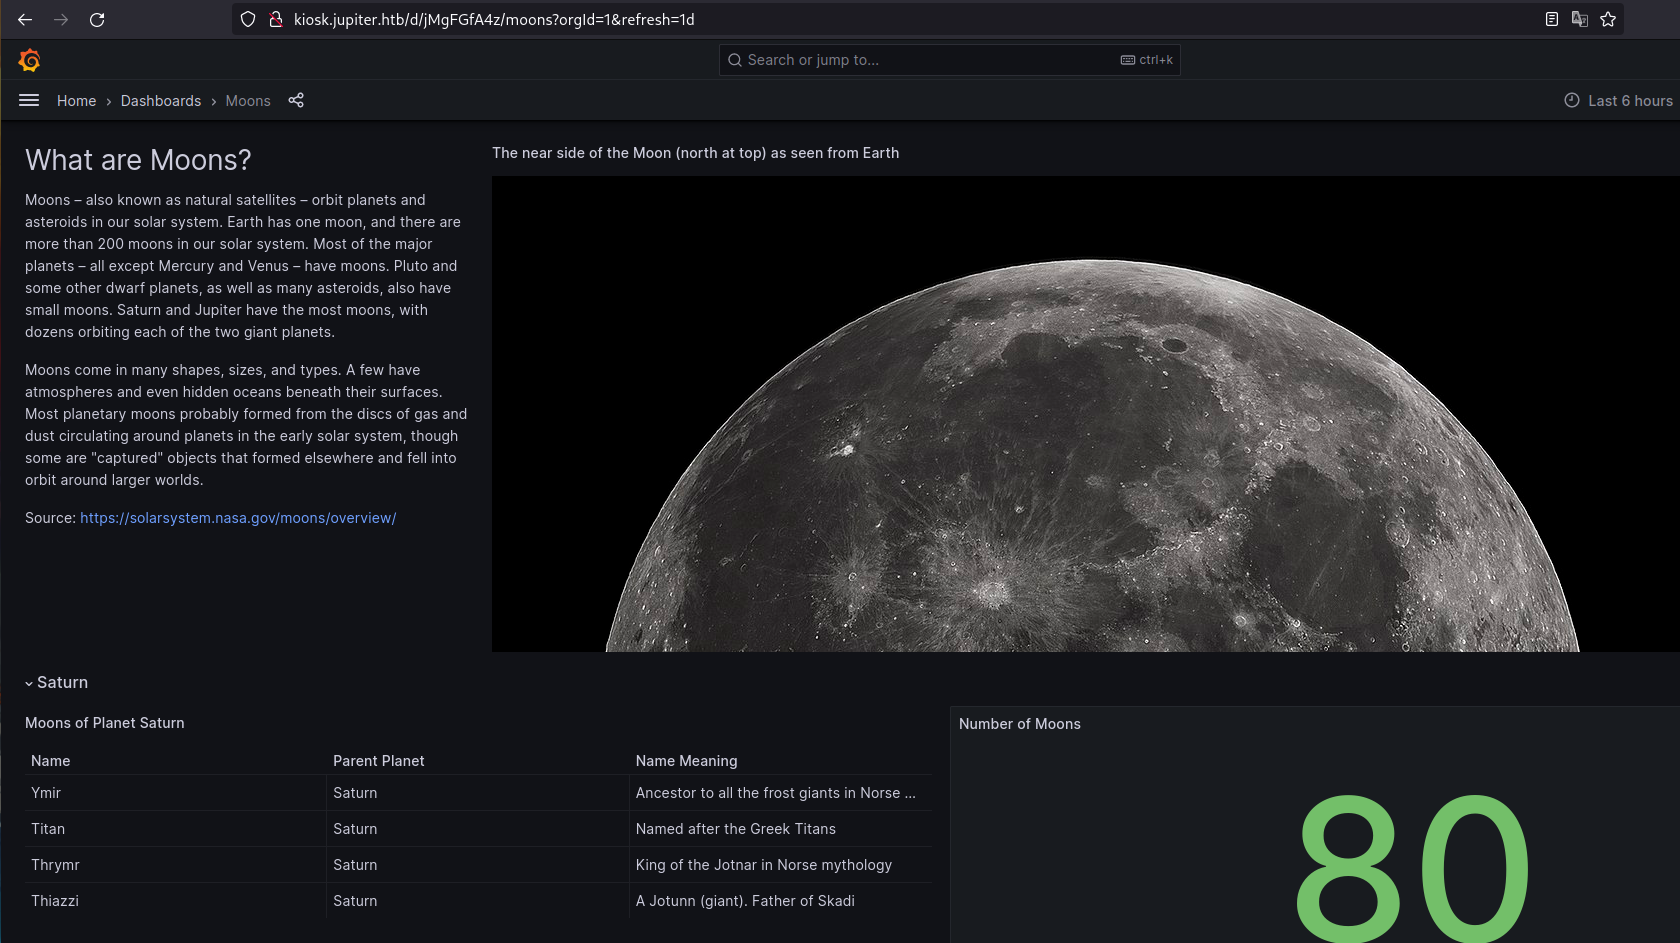 kiosk.jupiter.htb/d/jMgFGfA4z/moons?orgId=1&refresh=1d
Search or jump to...
ctrl+k
Home › Dashboards › Moons
Last 6 hours
What are Moons?
Moons – also known as natural satellites – orbit planets and
asteroids in our solar system. Earth has one moon, and there are
more than 200 moons in our solar system. Most of the major
planets – all except Mercury and Venus – have moons. Pluto and
some other dwarf planets, as well as many asteroids, also have
small moons. Saturn and Jupiter have the most moons, with
dozens orbiting each of the two giant planets.
Moons come in many shapes, sizes, and types. A few have
atmospheres and even hidden oceans beneath their surfaces.
Most planetary moons probably formed from the discs of gas and
dust circulating around planets in the early solar system, though
some are "captured" objects that formed elsewhere and fell into
orbit around larger worlds.
Source: https://solarsystem.nasa.gov/moons/overview/
The near side of the Moon (north at top) as seen from Earth
Saturn
Moons of Planet Saturn
Name Parent Planet Name Meaning
Ymir Saturn Ancestor to all the frost giants in Norse ...
Titan Saturn Named after the Greek Titans
Thrymr Saturn King of the Jotnar in Norse mythology
Thiazzi Saturn A Jotunn (giant). Father of Skadi
Number of Moons
80